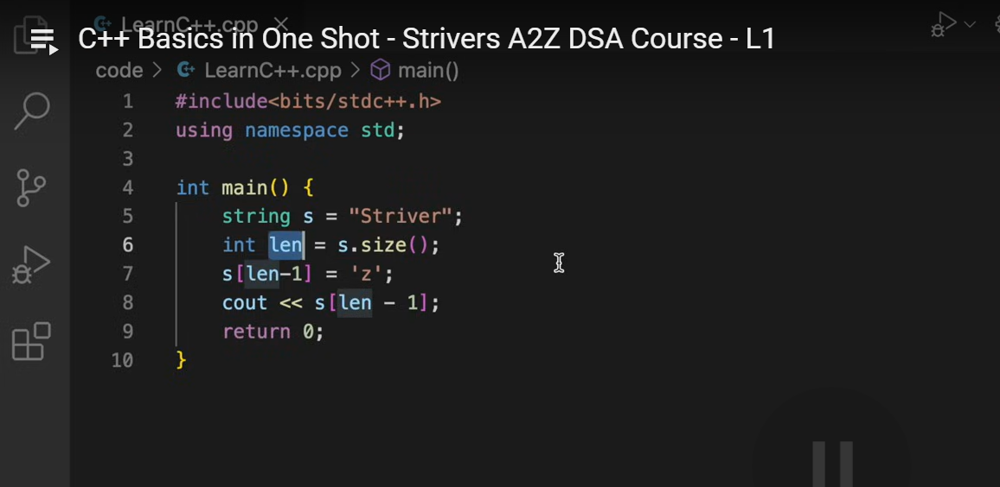 LearnC++.cpp
C++ Basics in One Shot - Strivers A2Z DSA Course - L1
code > LearnC++.cpp > main()
1 #include<bits/stdc++.h>
2 using namespace std;
3
4 int main() {
5 string s = "Striver";
6 int len = s.size();
7 s[len-1] = 'z';
8 cout << s[len - 1];
9 return 0;
10 }